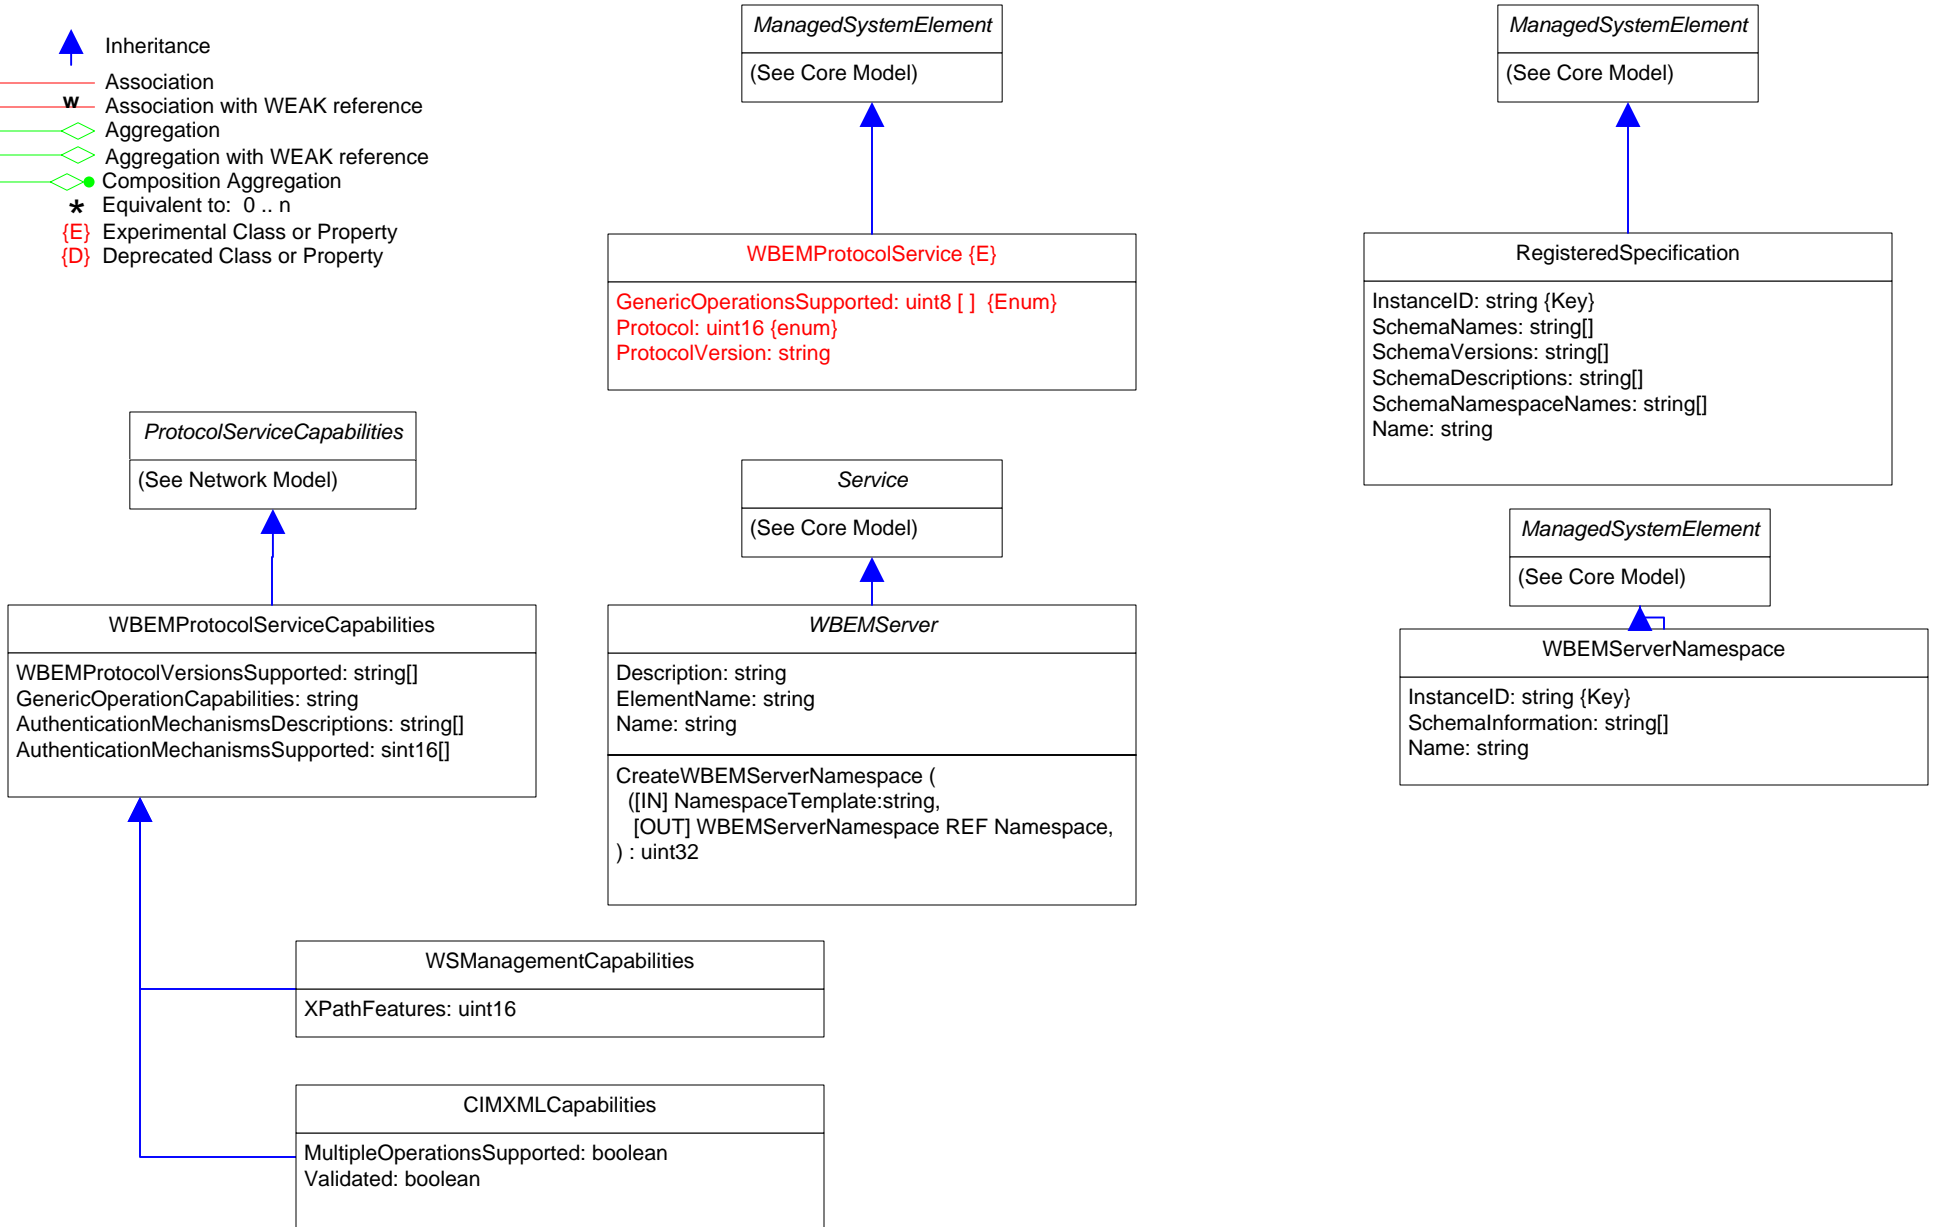 Inheritance
Association
w
Association with WEAK reference
Aggregation
Aggregation with WEAK reference
Composition Aggregation
* Equivalent to: 0 .. n
{E} Experimental Class or Property
{D} Deprecated Class or Property
ManagedSystemElement
(See Core Model)
WBEMProtocolService {E}
GenericOperationsSupported: uint8 [ ] {Enum}
Protocol: uint16 {enum}
ProtocolVersion: string
ManagedSystemElement
(See Core Model)
RegisteredSpecification
InstanceID: string {Key}
SchemaNames: string[]
SchemaVersions: string[]
SchemaDescriptions: string[]
SchemaNamespaceNames: string[]
Name: string
ProtocolServiceCapabilities
(See Network Model)
WBEMProtocolServiceCapabilities
WBEMProtocolVersionsSupported: string[]
GenericOperationCapabilities: string
AuthenticationMechanismsDescriptions: string[]
AuthenticationMechanismsSupported: sint16[]
Service
(See Core Model)
WBEMServer
Description: string
ElementName: string
Name: string
CreateWBEMServerNamespace (
([IN] NamespaceTemplate:string,
[OUT] WBEMServerNamespace REF Namespace,
) : uint32
ManagedSystemElement
(See Core Model)
WBEMServerNamespace
InstanceID: string {Key}
SchemaInformation: string[]
Name: string
WSManagementCapabilities
XPathFeatures: uint16
CIMXMLCapabilities
MultipleOperationsSupported: boolean
Validated: boolean